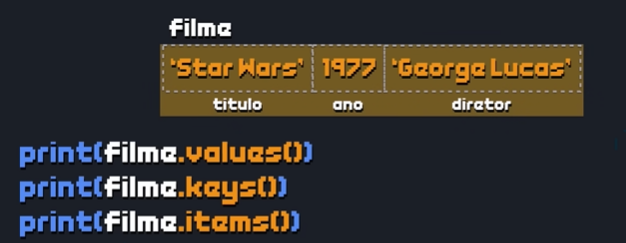 filme
'Star Wars' 1977 'George Lucas'
titulo ano diretor
print(filme.values())
print(filme.keys())
print(filme.items())